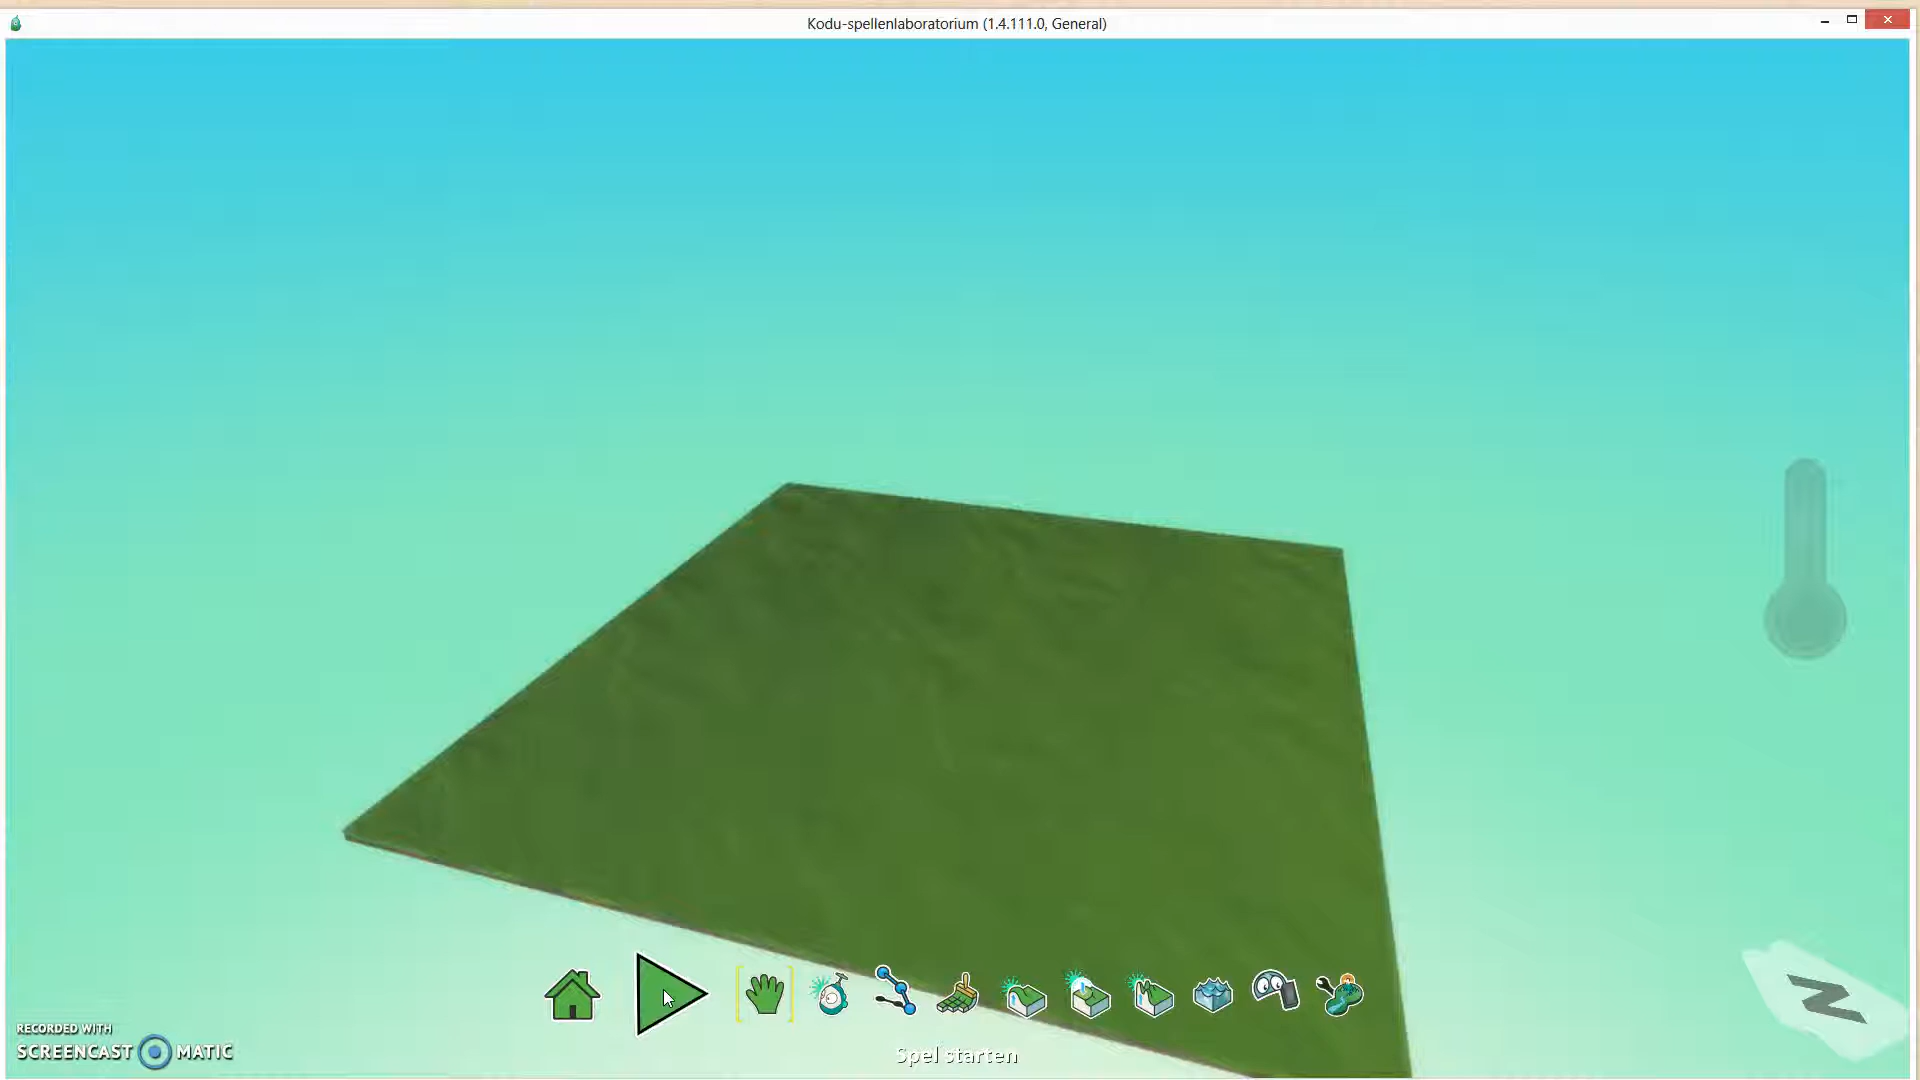 Kodu-spellenlaboratorium (1.4.111.0, General)
RECORDED WITH
SCREENCAST MATIC
Spel starten
N